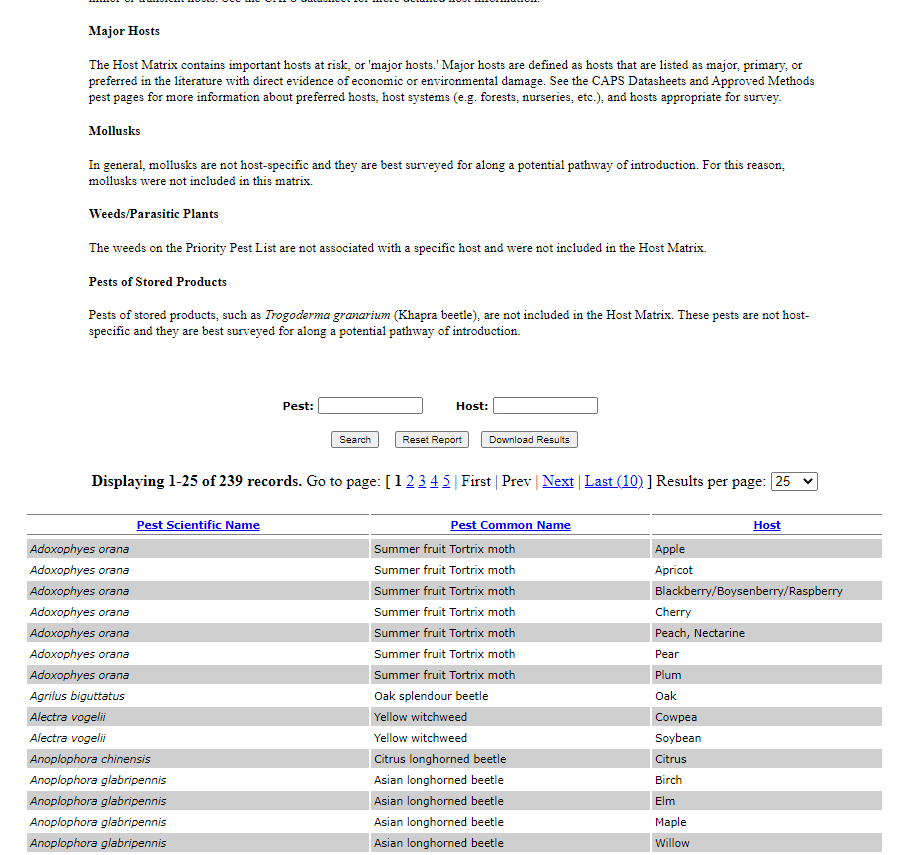 minor or transient hosts. See the CAPS datasheet for more detailed host information.
Major Hosts
The Host Matrix contains important hosts at risk, or 'major hosts.' Major hosts are defined as hosts that are listed as major, primary, or
preferred in the literature with direct evidence of economic or environmental damage. See the CAPS Datasheets and Approved Methods
pest pages for more information about preferred hosts, host systems (e.g. forests, nurseries, etc.), and hosts appropriate for survey.
Mollusks
In general, mollusks are not host-specific and they are best surveyed for along a potential pathway of introduction. For this reason,
mollusks were not included in this matrix.
Weeds/Parasitic Plants
The weeds on the Priority Pest List are not associated with a specific host and were not included in the Host Matrix.
Pests of Stored Products
Pests of stored products, such as Trogoderma granarium (Khapra beetle), are not included in the Host Matrix. These pests are not host-
specific and they are best surveyed for along a potential pathway of introduction.
Pest: Host:
Search Reset Report Download Results
Displaying 1-25 of 239 records. Go to page: [ 1 2 3 4 5 | First | Prev | Next | Last (10) ] Results per page: 25
Pest Scientific Name Pest Common Name Host
Adoxophyes orana Summer fruit Tortrix moth Apple
Adoxophyes orana Summer fruit Tortrix moth Apricot
Adoxophyes orana Summer fruit Tortrix moth Blackberry/Boysenberry/Raspberry
Adoxophyes orana Summer fruit Tortrix moth Cherry
Adoxophyes orana Summer fruit Tortrix moth Peach, Nectarine
Adoxophyes orana Summer fruit Tortrix moth Pear
Adoxophyes orana Summer fruit Tortrix moth Plum
Agrilus biguttatus Oak splendour beetle Oak
Alectra vogelii Yellow witchweed Cowpea
Alectra vogelii Yellow witchweed Soybean
Anoplophora chinensis Citrus longhorned beetle Citrus
Anoplophora glabripennis Asian longhorned beetle Birch
Anoplophora glabripennis Asian longhorned beetle Elm
Anoplophora glabripennis Asian longhorned beetle Maple
Anoplophora glabripennis Asian longhorned beetle Willow